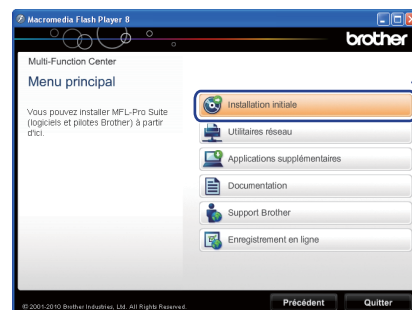 Macromedia Flash Player 8
brother
Multi-Function Center
Menu principal
Vous pouvez installer MFL-Pro Suite
(logiciels et pilotes Brother) à partir
d'ici.
Installation initiale
Utilitaires réseau
Applications supplémentaires
Documentation
Support Brother
Enregistrement en ligne
© 2001-2010 Brother Industries, Ltd. All Rights Reserved.
Précédent
Quitter